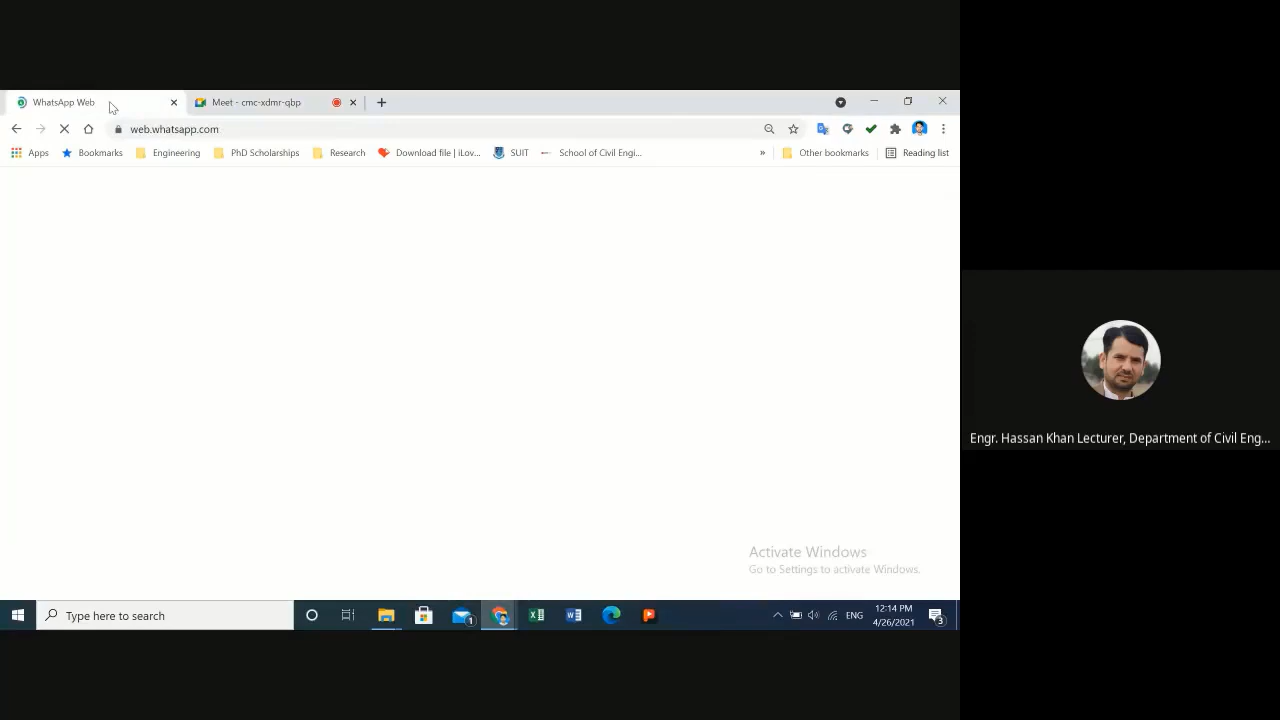 WhatsApp Web
Meet - cmc-xdmr-qbp
web.whatsapp.com
Apps Bookmarks Engineering PhD Scholarships Research Download file | iLov... SUIT School of Civil Engi... » Other bookmarks Reading list
Engr. Hassan Khan Lecturer, Department of Civil Eng...
Activate Windows
Go to Settings to activate Windows.
Type here to search
1
ENG
12:14 PM
4/26/2021
3